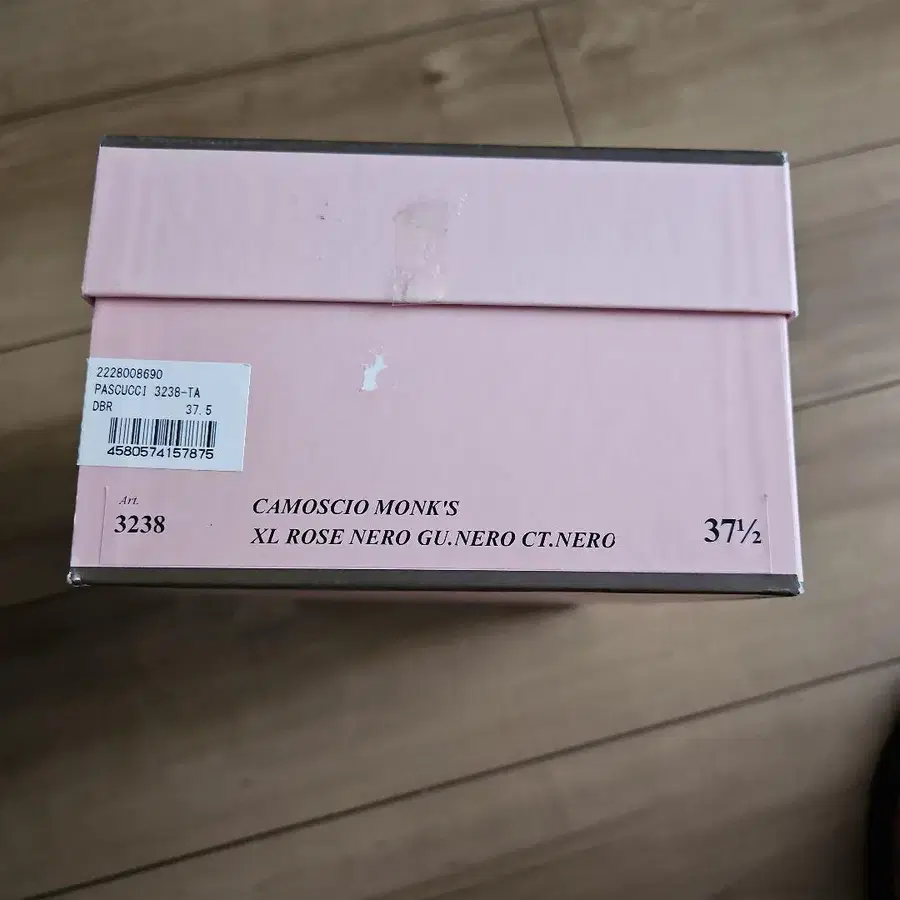 2228008690
PASCUCCI 3238-TA
DBR 37.5
4580574157875
Art.
3238
CAMOSCIO MONK'S
XL ROSE NERO GU.NERO CT.NERO
37½